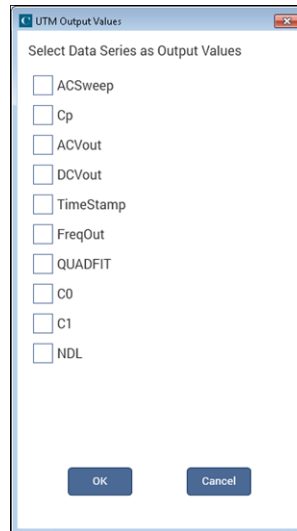 UTM Output Values
Select Data Series as Output Values
ACSweep
Cp
ACVout
DCVout
TimeStamp
FreqOut
QUADFIT
C0
C1
NDL
OK
Cancel